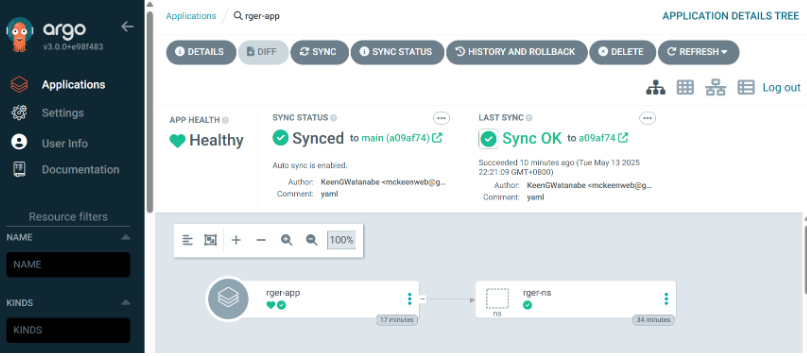 argo
v3.0.0+e98f483
Applications
Settings
User Info
Documentation
Resource filters
NAME
NAME
KINDS
KINDS
Applications / rger-app
APPLICATION DETAILS TREE
DETAILS
DIFF
SYNC
SYNC STATUS
HISTORY AND ROLLBACK
DELETE
REFRESH
Log out
APP HEALTH
Healthy
SYNC STATUS
Synced to main (a09af74)
Auto sync is enabled.
Author: KeenGWatanabe <mckeenweb@g...
Comment: yaml
LAST SYNC
Sync OK to a09af74
Succeeded 10 minutes ago (Tue May 13 2025
22:21:09 GMT+0800)
Author: KeenGWatanabe <mckeenweb@g...
Comment: yaml
100%
rger-app
17 minutes
rger-ns
ns
34 minutes